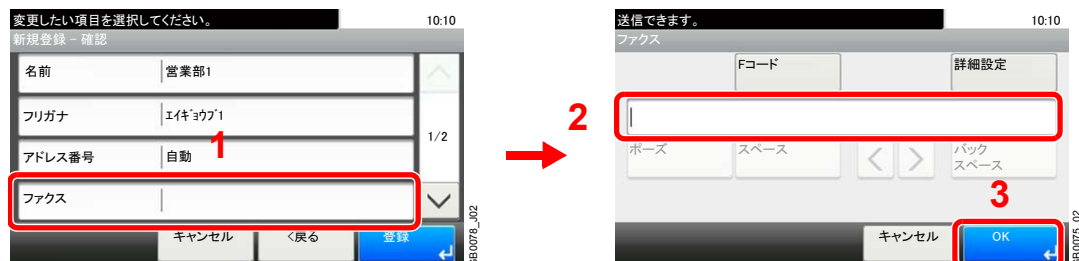 変更したい項目を選択してください。
10:10
新規登録 - 確認
名前 営業部1
フリガナ エイギョウブ1
アドレス番号 自動
1
1/2
ファクス
キャンセル <戻る 登録
GB0078_J02
送信できます。
10:10
ファクス
Fコード 詳細設定
2
ポーズ スペース < > バック
スペース
3
キャンセル OK
GB0075_02